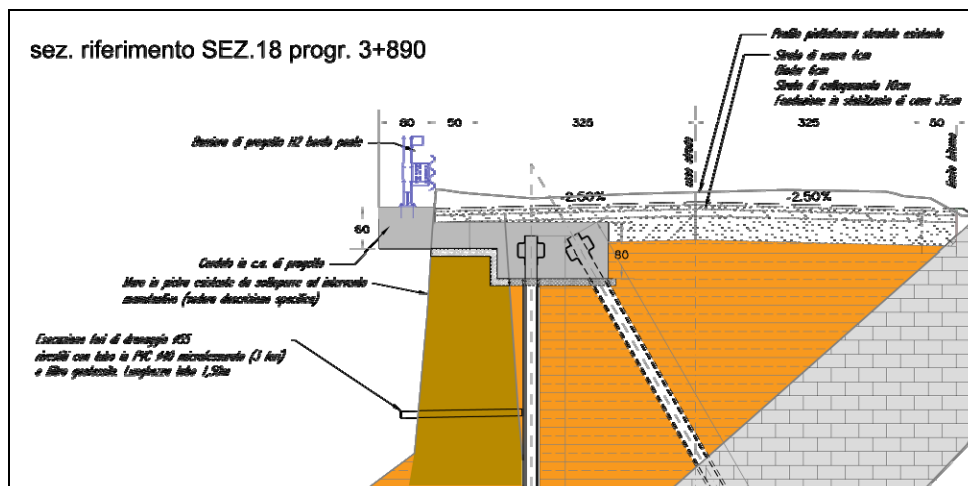 sez. riferimento SEZ.18 progr. 3+890
Profilo piattaforma stradale esistente
Strato di usura 4cm
Binder 6cm
Strato di collegamento 10cm
Fondazione in stabilizzato di cava 35cm
80 50 325 325 50
Barriera di progetto H2 bordo ponte
asse strada
-2.50% -2.50%
60
80
Cordolo in c.a. di progetto
Muro in pietra esistente da sottoporre ad intervento
manutentivo (vedere descrizione specifica)
Esecuzione fori di drenaggio
rivestiti con tubo in PVC microfessurato (3 fori)
e filtro geotessile. Lunghezza tubo 1,50m